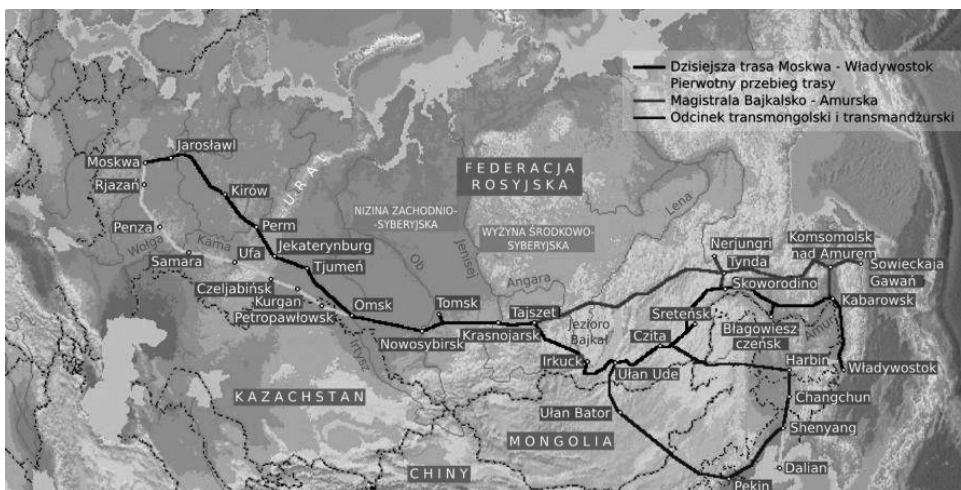 Dzisiejsza trasa Moskwa - Władywostok
Pierwotny przebieg trasy
Magistrala Bajkalsko - Amurska
Odcinek transmongolski i transmandżurski
Jarosławl
Moskwa
Rjazań
Kirów
URAL
FEDERACJA
ROSYJSKA
NIZINA ZACHODNIO-
-SYBERYJSKA
WYŻYNA ŚRODKOWO-
SYBERYJSKA
Lena
Penza
Perm
Wołga
Kama
Jekaterynburg
Samara
Ufa
Tjumeń
Ob
Jenisej
Angara
Nerjungri
Tynda
Komsomolsk
nad Amurem
Sowieckaja
Gawań
Czeljabińsk
Kurgan
Petropawłowsk
Omsk
Tomsk
Tajszet
Skoworodino
Kabarowsk
Irtysz
Nowosybirsk
Krasnojarsk
Jezioro
Bajkał
Sreteńsk
Błagowiesz
czeńsk
Amur
Czita
Irkuck
Ułan Ude
Harbin
Władywostok
KAZACHSTAN
Ułan Bator
Changchun
MONGOLIA
Shenyang
CHINY
Dalian
Pekin